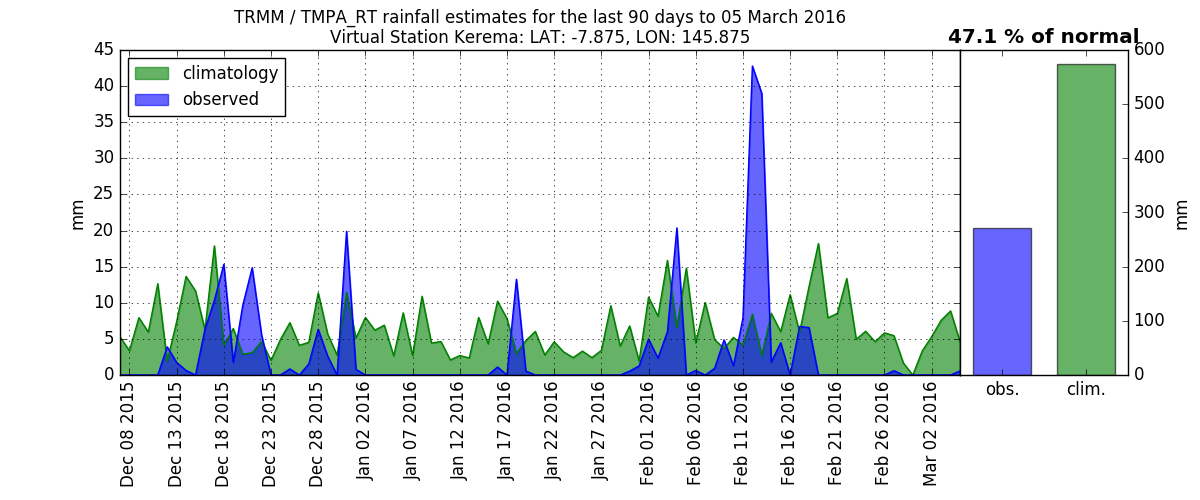 TRMM / TMPA_RT rainfall estimates for the last 90 days to 05 March 2016
Virtual Station Kerema: LAT: -7.875, LON: 145.875
47.1 % of normal
climatology
observed
mm
45
40
35
30
25
20
15
10
5
0
Dec 08 2015
Dec 13 2015
Dec 18 2015
Dec 23 2015
Dec 28 2015
Jan 02 2016
Jan 07 2016
Jan 12 2016
Jan 17 2016
Jan 22 2016
Jan 27 2016
Feb 01 2016
Feb 06 2016
Feb 11 2016
Feb 16 2016
Feb 21 2016
Feb 26 2016
Mar 02 2016
600
500
400
300
200
100
0
mm
obs.
clim.